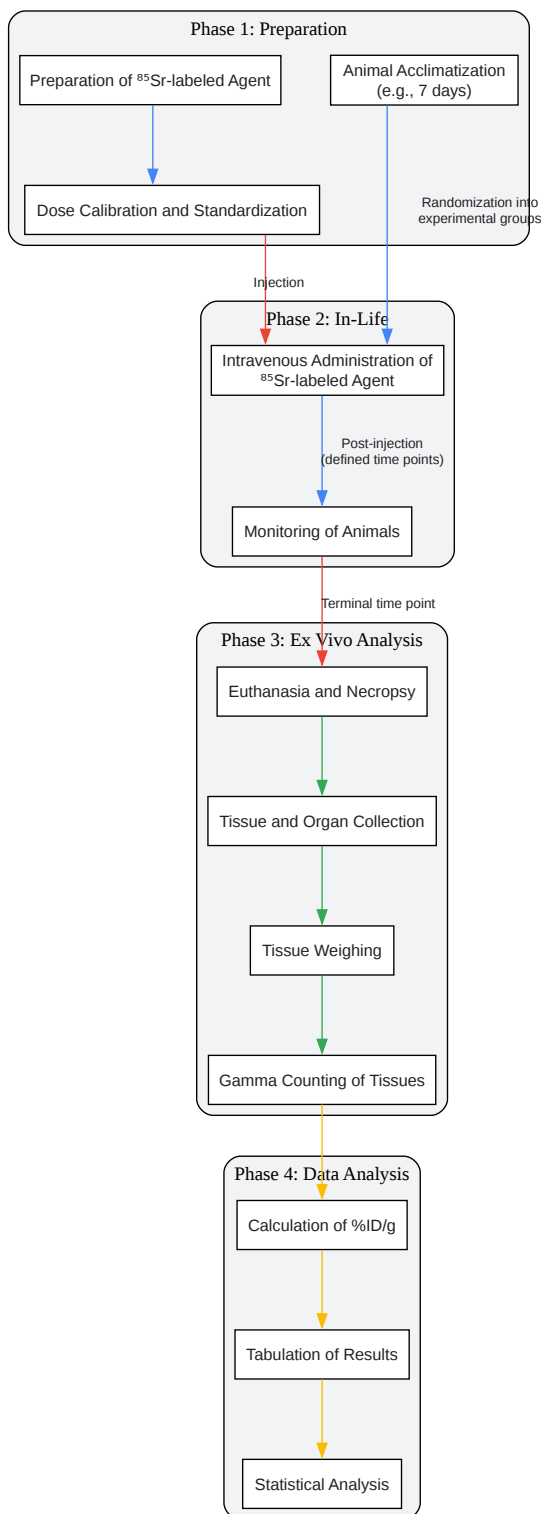 Phase 1: Preparation
Preparation of ⁸⁵Sr-labeled Agent
Animal Acclimatization
(e.g., 7 days)
Dose Calibration and Standardization
Randomization into
experimental groups
Injection
Phase 2: In-Life
Intravenous Administration of
⁸⁵Sr-labeled Agent
Post-injection
(defined time points)
Monitoring of Animals
Terminal time point
Phase 3: Ex Vivo Analysis
Euthanasia and Necropsy
Tissue and Organ Collection
Tissue Weighing
Gamma Counting of Tissues
Phase 4: Data Analysis
Calculation of %ID/g
Tabulation of Results
Statistical Analysis